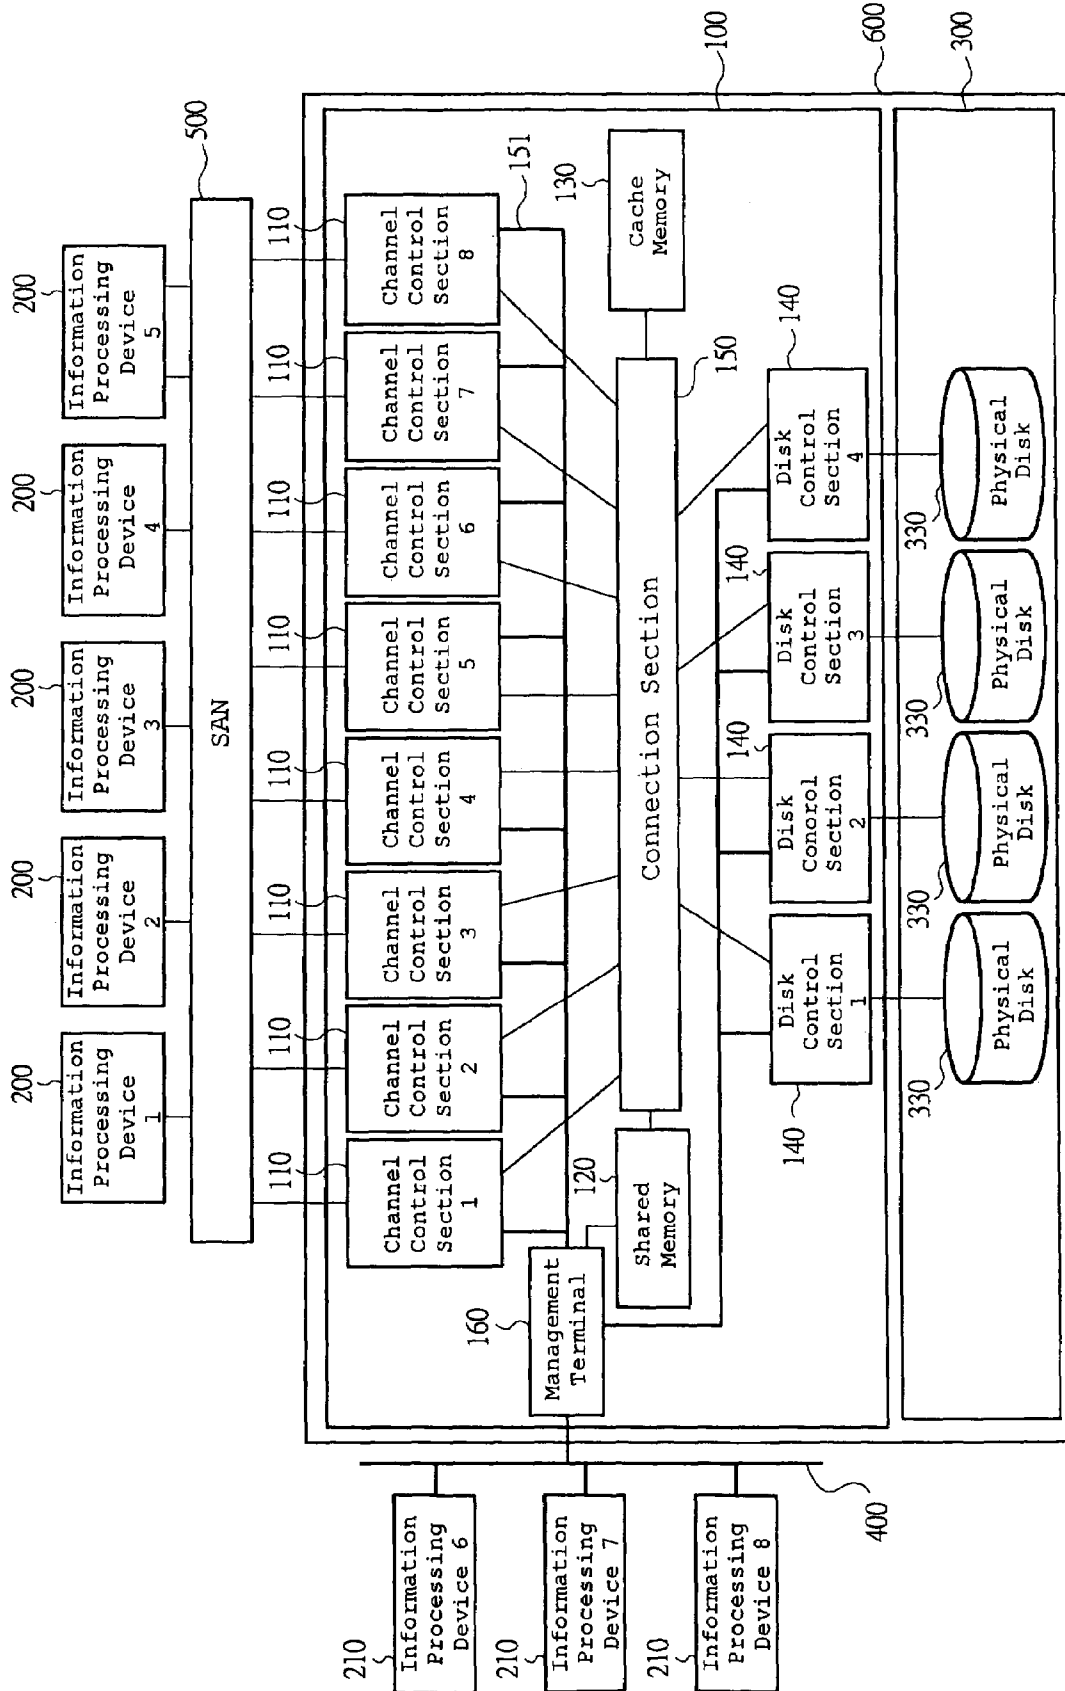 200
Information
Processing
Device
1
200
Information
Processing
Device
2
200
Information
Processing
Device
3
200
Information
Processing
Device
4
200
Information
Processing
Device
5
SAN
500
110
Channel
Control
Section
1
110
Channel
Control
Section
2
110
Channel
Control
Section
3
110
Channel
Control
Section
4
110
Channel
Control
Section
5
110
Channel
Control
Section
6
110
Channel
Control
Section
7
110
Channel
Control
Section
8
151
160
Management
Terminal
120
Shared
Memory
Connection Section
150
130
Cache
Memory
140
Disk
Control
Section
1
140
Disk
Conorol
Section
2
140
Disk
Control
Section
3
140
Disk
Control
Section
4
330
Physical
Disk
330
Physical
Disk
330
Physical
Disk
330
Physical
Disk
100
600
300
210
Information
Processing
Device 6
210
Information
Processing
Device 7
210
Information
Processing
Device 8
400